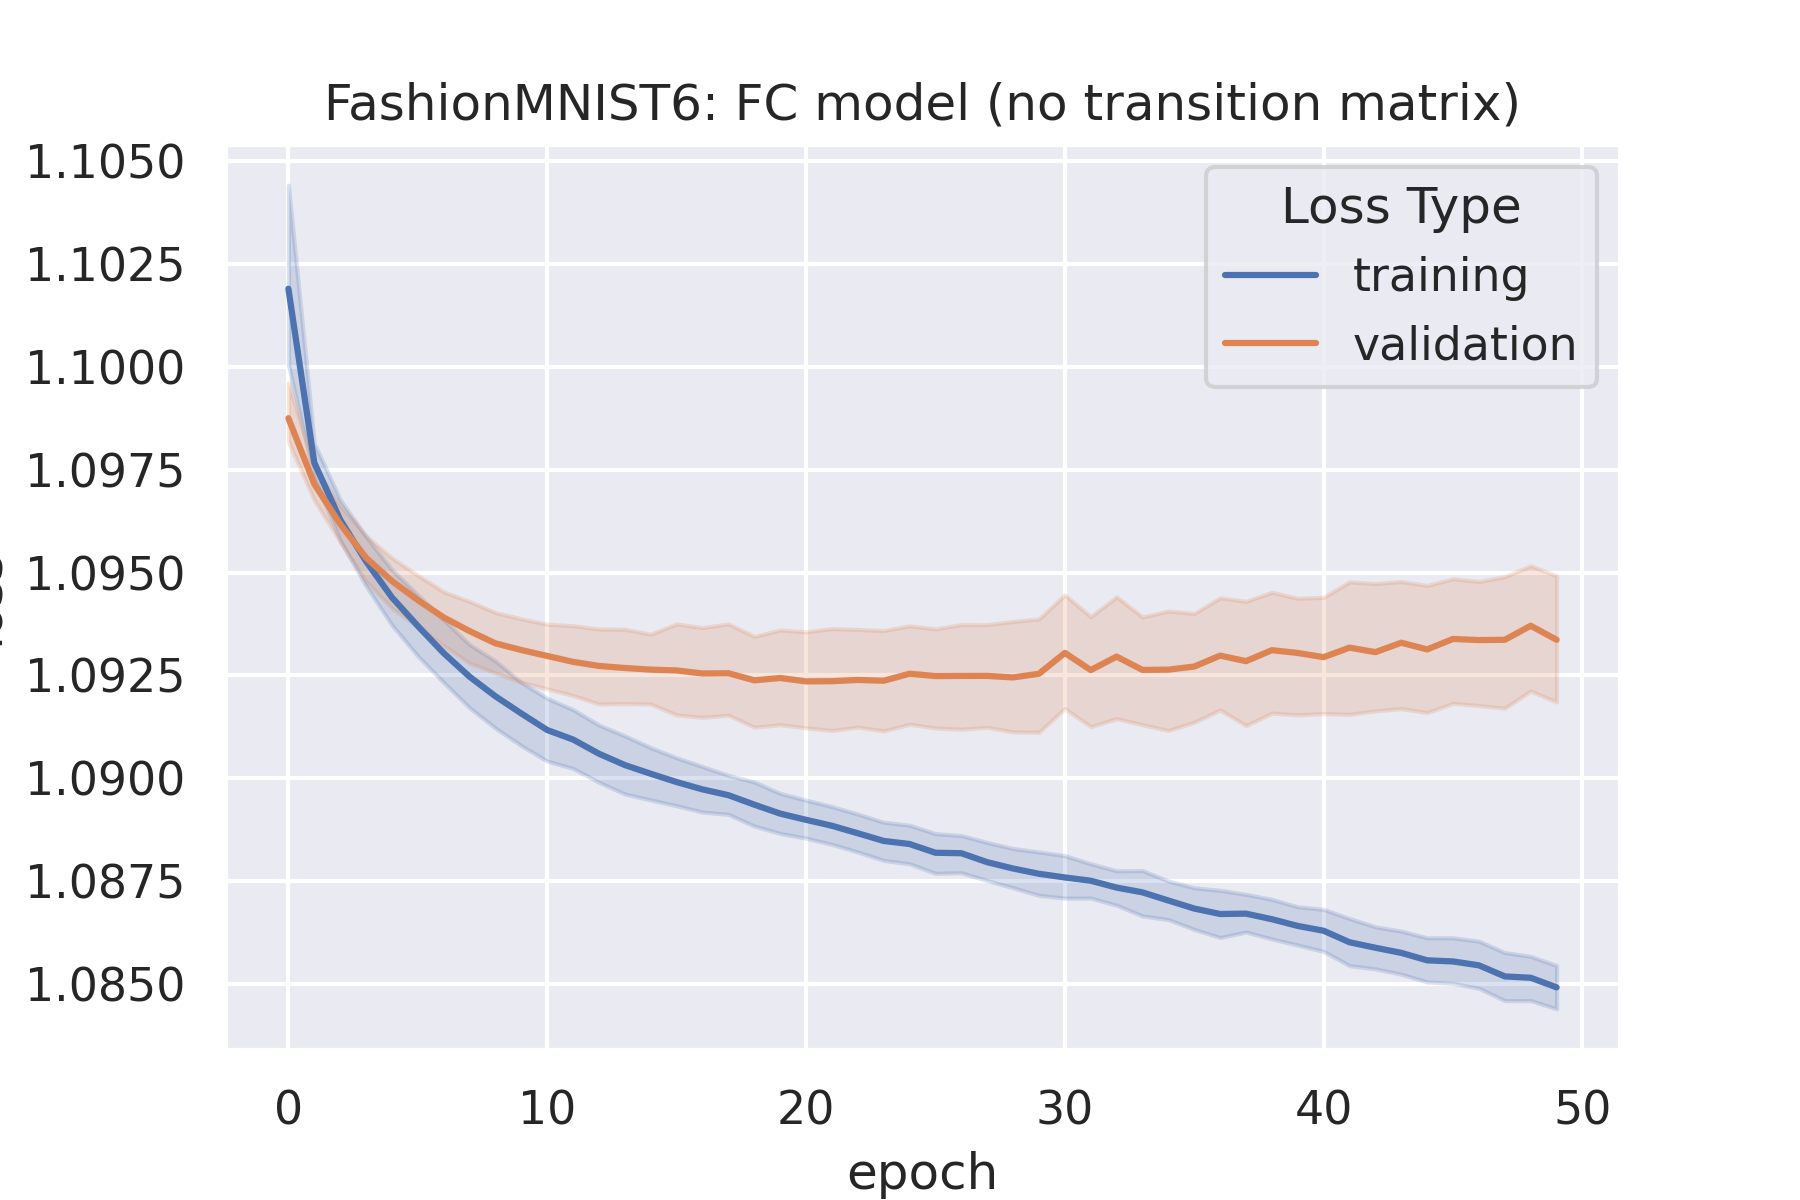 FashionMNIST6: FC model (no transition matrix)
1.1050
1.1025
1.1000
1.0975
1.0950
1.0925
1.0900
1.0875
1.0850
Loss Type
training
validation
0 10 20 30 40 50
epoch